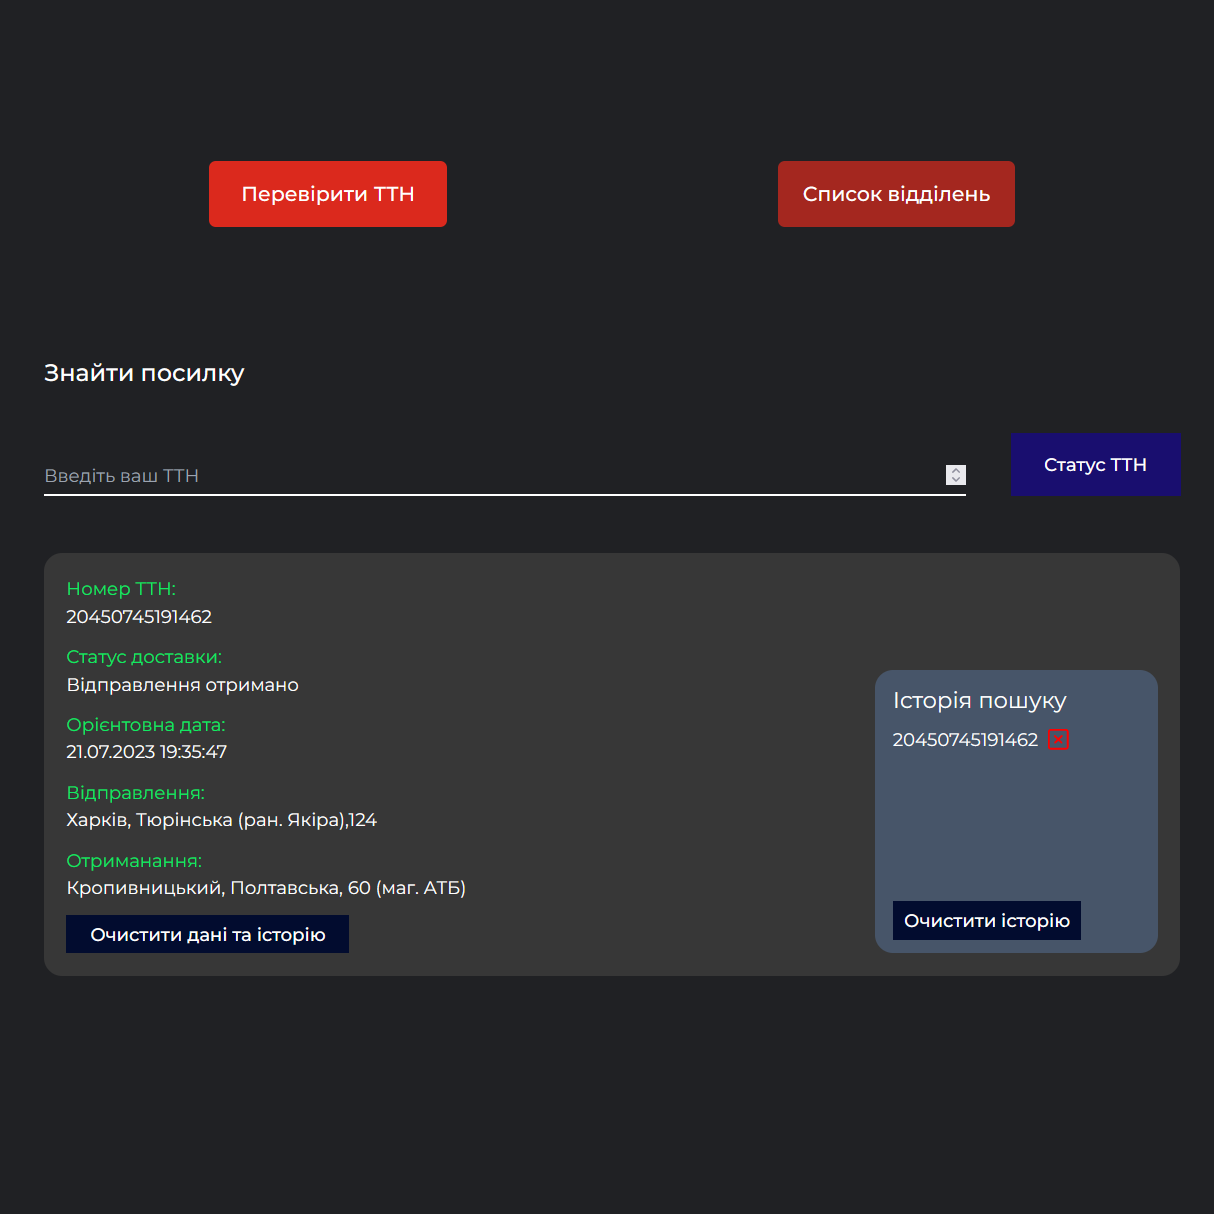 Перевірити ТТН
Список відділень
Знайти посилку
Введіть ваш ТТН
Статус ТТН
Номер ТТН:
20450745191462
Статус доставки:
Відправлення отримано
Орієнтовна дата:
21.07.2023 19:35:47
Відправлення:
Харків, Тюрінська (ран. Якіра),124
Отриманання:
Кропивницький, Полтавська, 60 (маг. АТБ)
Очистити дані та історію
Історія пошуку
20450745191462
Очистити історію